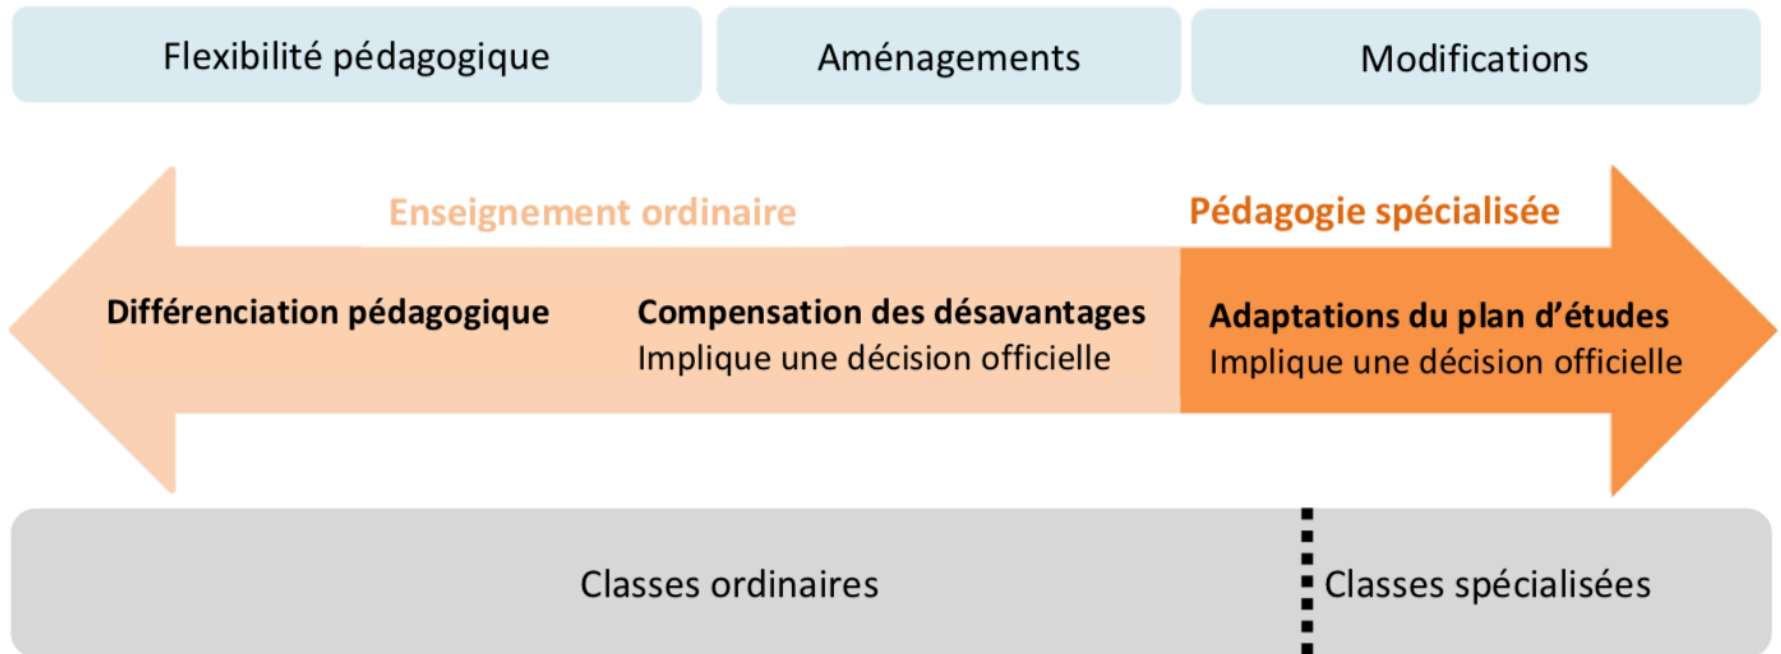 Flexibilité pédagogique
Aménagements
Modifications
Enseignement ordinaire
Pédagogie spécialisée
Différenciation pédagogique
Compensation des désavantages
Implique une décision officielle
Adaptations du plan d’études
Implique une décision officielle
Classes ordinaires
Classes spécialisées